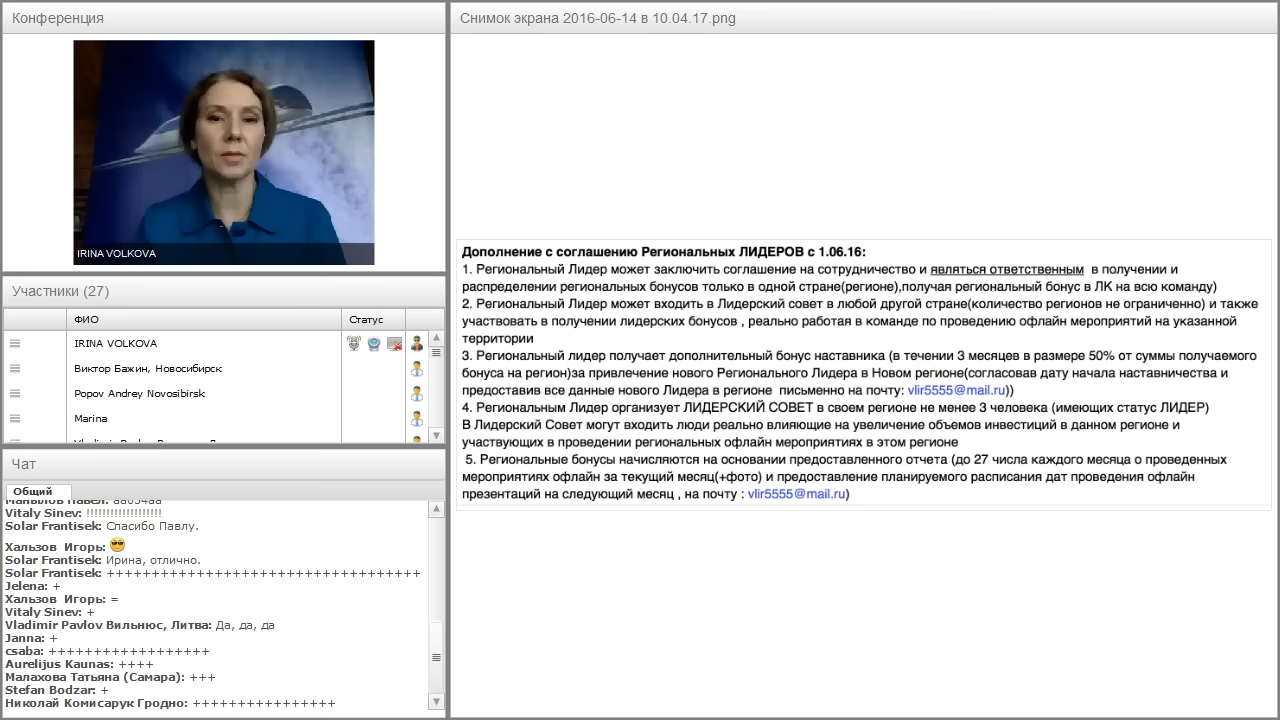 Конференция
IRINA VOLKOVA
Участники (27)
ФИО
Статус
IRINA VOLKOVA
Виктор Бажин, Новосибирск
Popov Andrey Novosibirsk
Marina
Чат
Общий
Vitaly Sinev: !!!!!!!!!!!!!!!!!!!
Solar Frantisek: Спасибо Павлу.
Хальзов Игорь:
Solar Frantisek: Ирина, отлично.
Solar Frantisek: +++++++++++++++++++++++++++++++++++
Jelena: +
Хальзов Игорь: =
Vitaly Sinev: +
Vladimir Pavlov Вильнюс, Литва: Да, да, да
Janna: +
csaba: ++++++++++++++++++
Aurelijus Kaunas: ++++
Малахова Татьяна (Самара): +++
Stefan Bodzar: +
Николай Комисарук Гродно: ++++++++++++++++
Снимок экрана 2016-06-14 в 10.04.17.png
Дополнение с соглашению Региональных ЛИДЕРОВ с 1.06.16:
1. Региональный Лидер может заключить соглашение на сотрудничество и являться ответственным в получении и
распределении региональных бонусов только в одной стране(регионе),получая региональный бонус в ЛК на всю команду)
2. Региональный Лидер может входить в Лидерский совет в любой другой стране(количество регионов не ограниченно) и также
участвовать в получении лидерских бонусов , реально работая в команде по проведению офлайн мероприятий на указанной
территории
3. Региональный лидер получает дополнительный бонус наставника (в течении 3 месяцев в размере 50% от суммы получаемого
бонуса на регион)за привлечение нового Регионального Лидера в Новом регионе(согласовав дату начала наставничества и
предоставив все данные нового Лидера в регионе письменно на почту: vlir5555@mail.ru))
4. Региональным Лидер организует ЛИДЕРСКИЙ СОВЕТ в своем регионе не менее 3 человека (имеющих статус ЛИДЕР)
В Лидерский Совет могут входить люди реально влияющие на увеличение объемов инвестиций в данном регионе и
участвующих в проведении региональных офлайн мероприятиях в этом регионе
5. Региональные бонусы начисляются на основании предоставленного отчета (до 27 числа каждого месяца о проведенных
мероприятиях офлайн за текущий месяц(+фото) и предоставление планируемого расписания дат проведения офлайн
презентаций на следующий месяц , на почту : vlir5555@mail.ru)